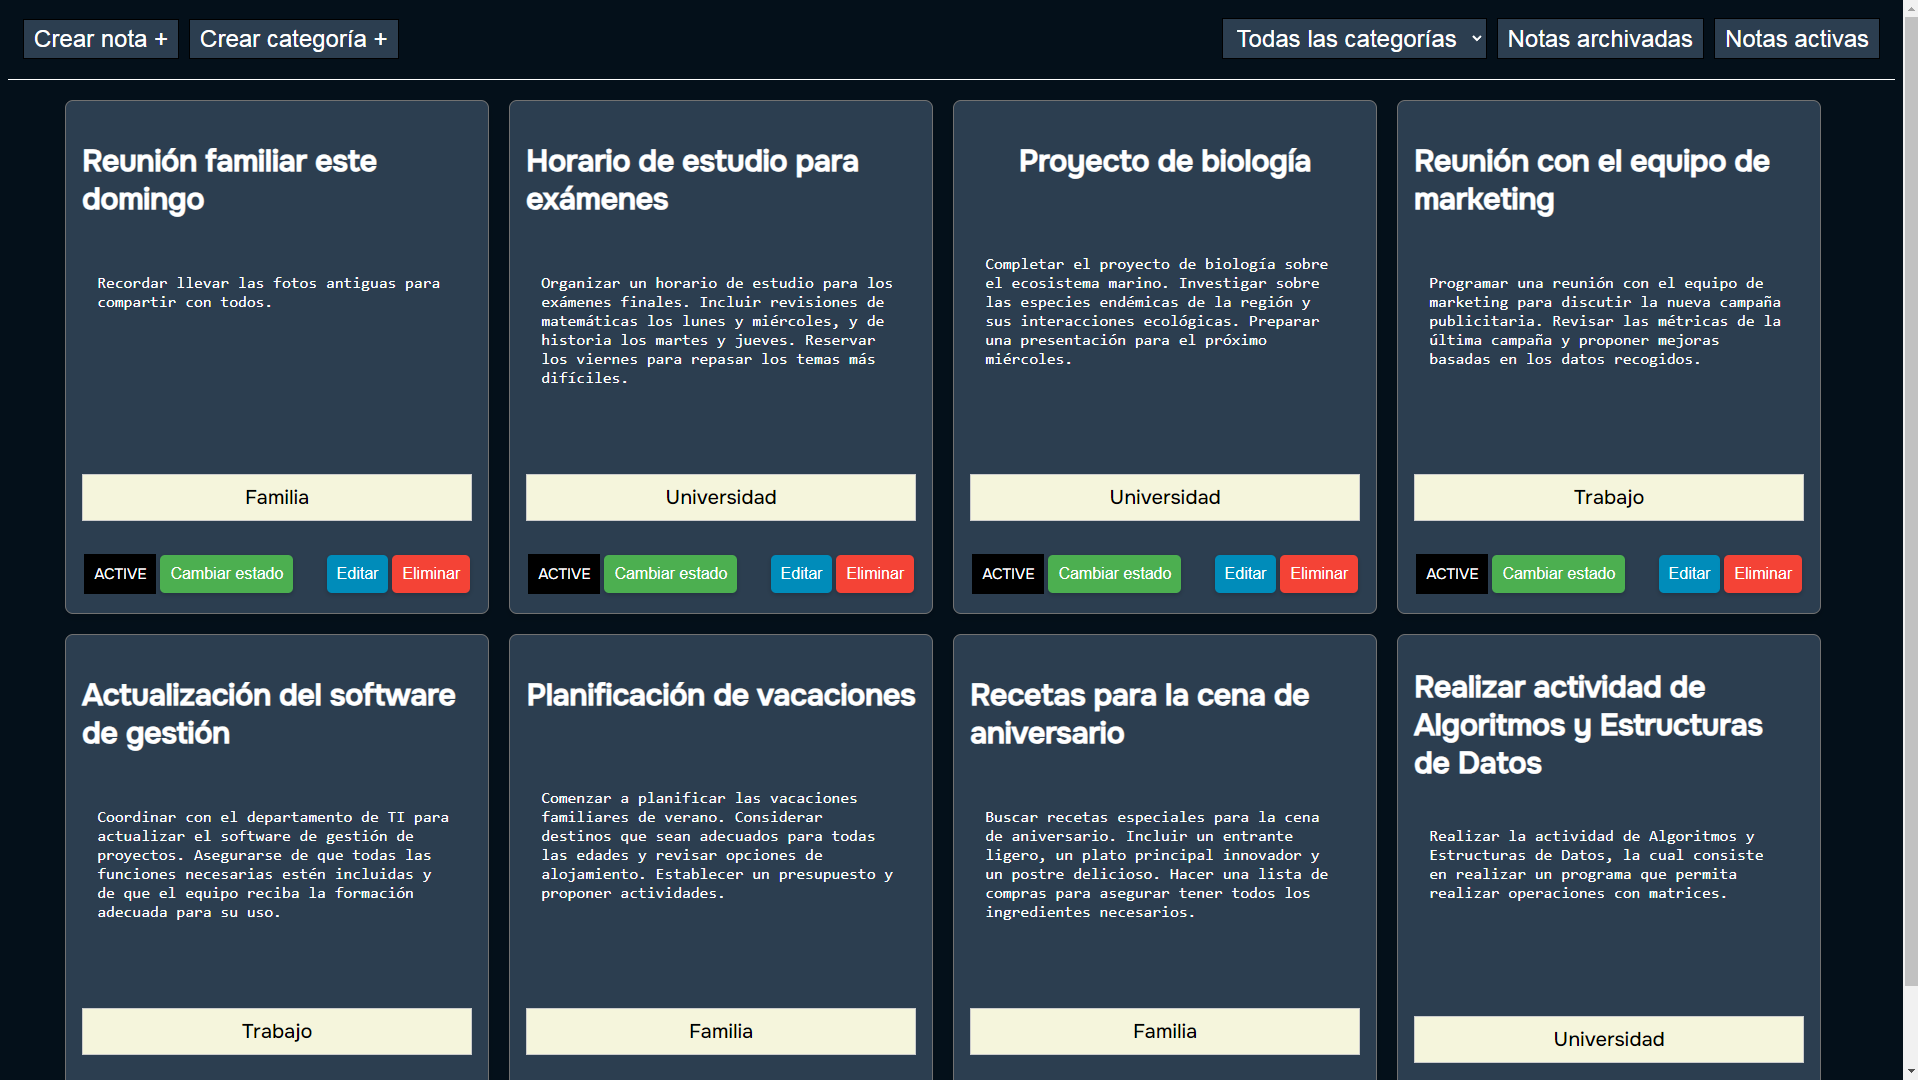 Crear nota +
Crear categoría +
Todas las categorías
Notas archivadas
Notas activas
Reunión familiar este
domingo
Recordar llevar las fotos antiguas para
compartir con todos.
Familia
ACTIVE
Cambiar estado
Editar
Eliminar
Horario de estudio para
exámenes
Organizar un horario de estudio para los
exámenes finales. Incluir revisiones de
matemáticas los lunes y miércoles, y de
historia los martes y jueves. Reservar
los viernes para repasar los temas más
difíciles.
Universidad
ACTIVE
Cambiar estado
Editar
Eliminar
Proyecto de biología
Completar el proyecto de biología sobre
el ecosistema marino. Investigar sobre
las especies endémicas de la región y
sus interacciones ecológicas. Preparar
una presentación para el próximo
miércoles.
Universidad
ACTIVE
Cambiar estado
Editar
Eliminar
Reunión con el equipo de
marketing
Programar una reunión con el equipo de
marketing para discutir la nueva campaña
publicitaria. Revisar las métricas de la
última campaña y proponer mejoras
basadas en los datos recogidos.
Trabajo
ACTIVE
Cambiar estado
Editar
Eliminar
Actualización del software
de gestión
Coordinar con el departamento de TI para
actualizar el software de gestión de
proyectos. Asegurarse de que todas las
funciones necesarias estén incluidas y
de que el equipo reciba la formación
adecuada para su uso.
Trabajo
Planificación de vacaciones
Comenzar a planificar las vacaciones
familiares de verano. Considerar
destinos que sean adecuados para todas
las edades y revisar opciones de
alojamiento. Establecer un presupuesto y
proponer actividades.
Familia
Recetas para la cena de
aniversario
Buscar recetas especiales para la cena
de aniversario. Incluir un entrante
ligero, un plato principal innovador y
un postre delicioso. Hacer una lista de
compras para asegurar tener todos los
ingredientes necesarios.
Familia
Realizar actividad de
Algoritmos y Estructuras
de Datos
Realizar la actividad de Algoritmos y
Estructuras de Datos, la cual consiste
en realizar un programa que permita
realizar operaciones con matrices.
Universidad